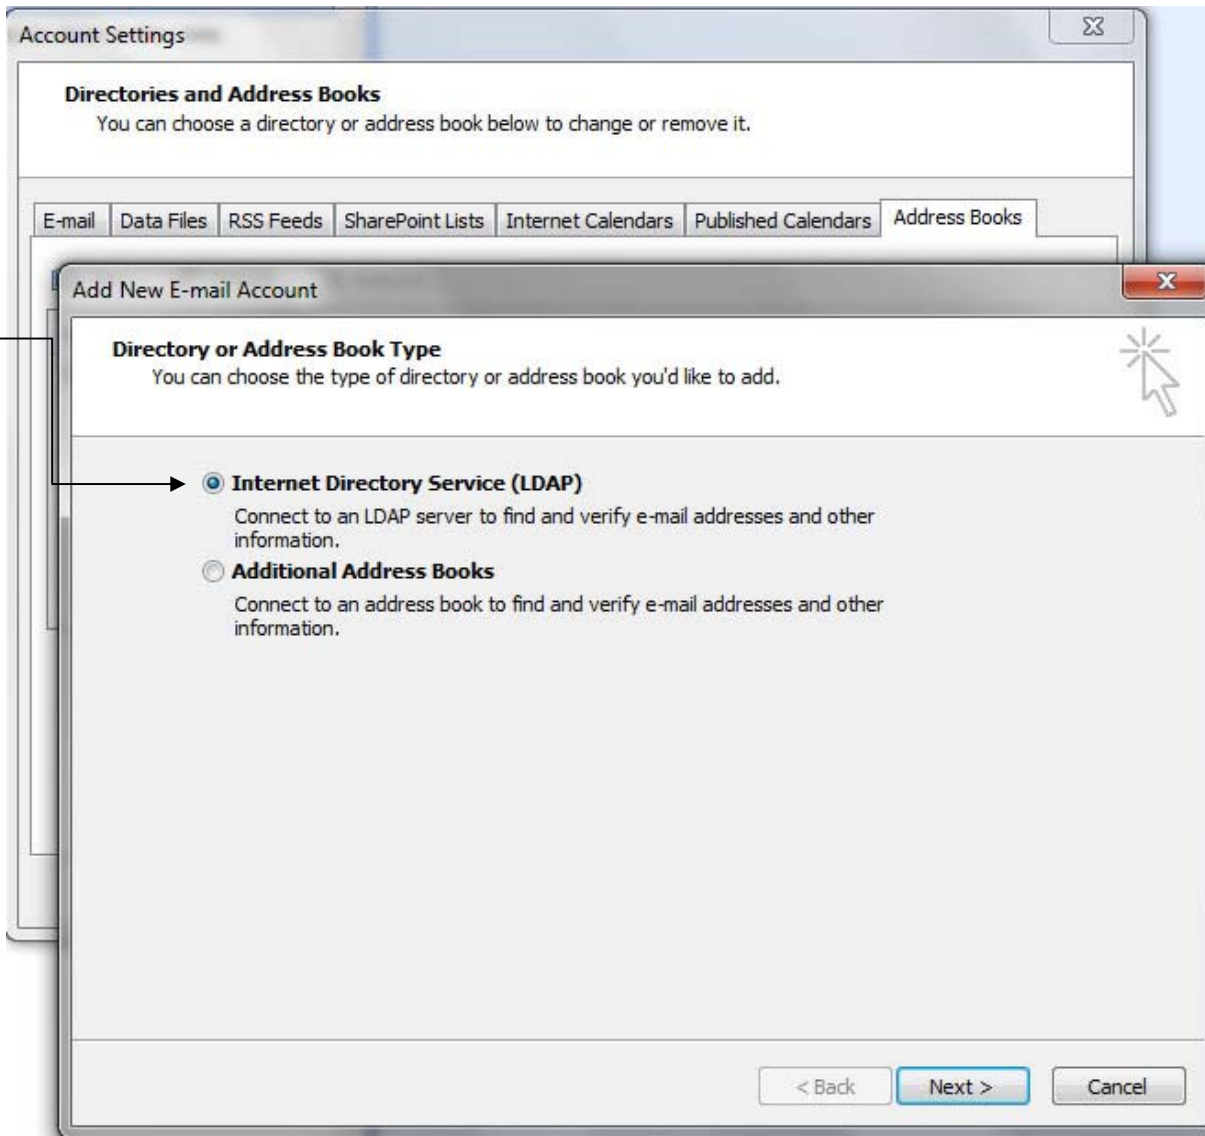 Account Settings
Directories and Address Books
You can choose a directory or address book below to change or remove it.
E-mail Data Files RSS Feeds SharePoint Lists Internet Calendars Published Calendars Address Books
Add New E-mail Account
Directory or Address Book Type
You can choose the type of directory or address book you'd like to add.
Internet Directory Service (LDAP)
Connect to an LDAP server to find and verify e-mail addresses and other
information.
Additional Address Books
Connect to an address book to find and verify e-mail addresses and other
information.
< Back Next > Cancel